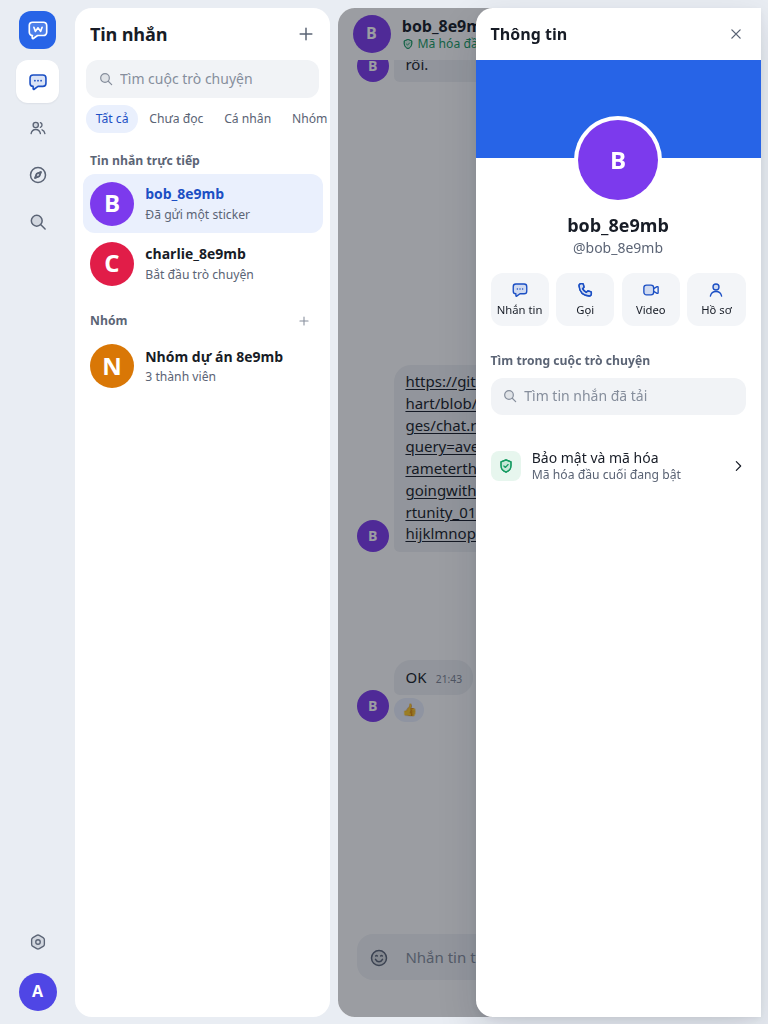 Tin nhắn
Tìm cuộc trò chuyện
Tất cả
Chưa đọc
Cá nhân
Nhóm
Tin nhắn trực tiếp
B
bob_8e9mb
Đã gửi một sticker
C
charlie_8e9mb
Bắt đầu trò chuyện
Nhóm
N
Nhóm dự án 8e9mb
3 thành viên
A
B
bob_8e9m
Mã hóa đầ
B
rồi.
https://git
hart/blob/
ges/chat.r
query=ave
rameterth
goingwith
rtunity_01
hijklmnop
B
OK 21:43
B
Nhắn tin t
Thông tin
B
bob_8e9mb
@bob_8e9mb
Nhắn tin
Gọi
Video
Hồ sơ
Tìm trong cuộc trò chuyện
Tìm tin nhắn đã tải
Bảo mật và mã hóa
Mã hóa đầu cuối đang bật